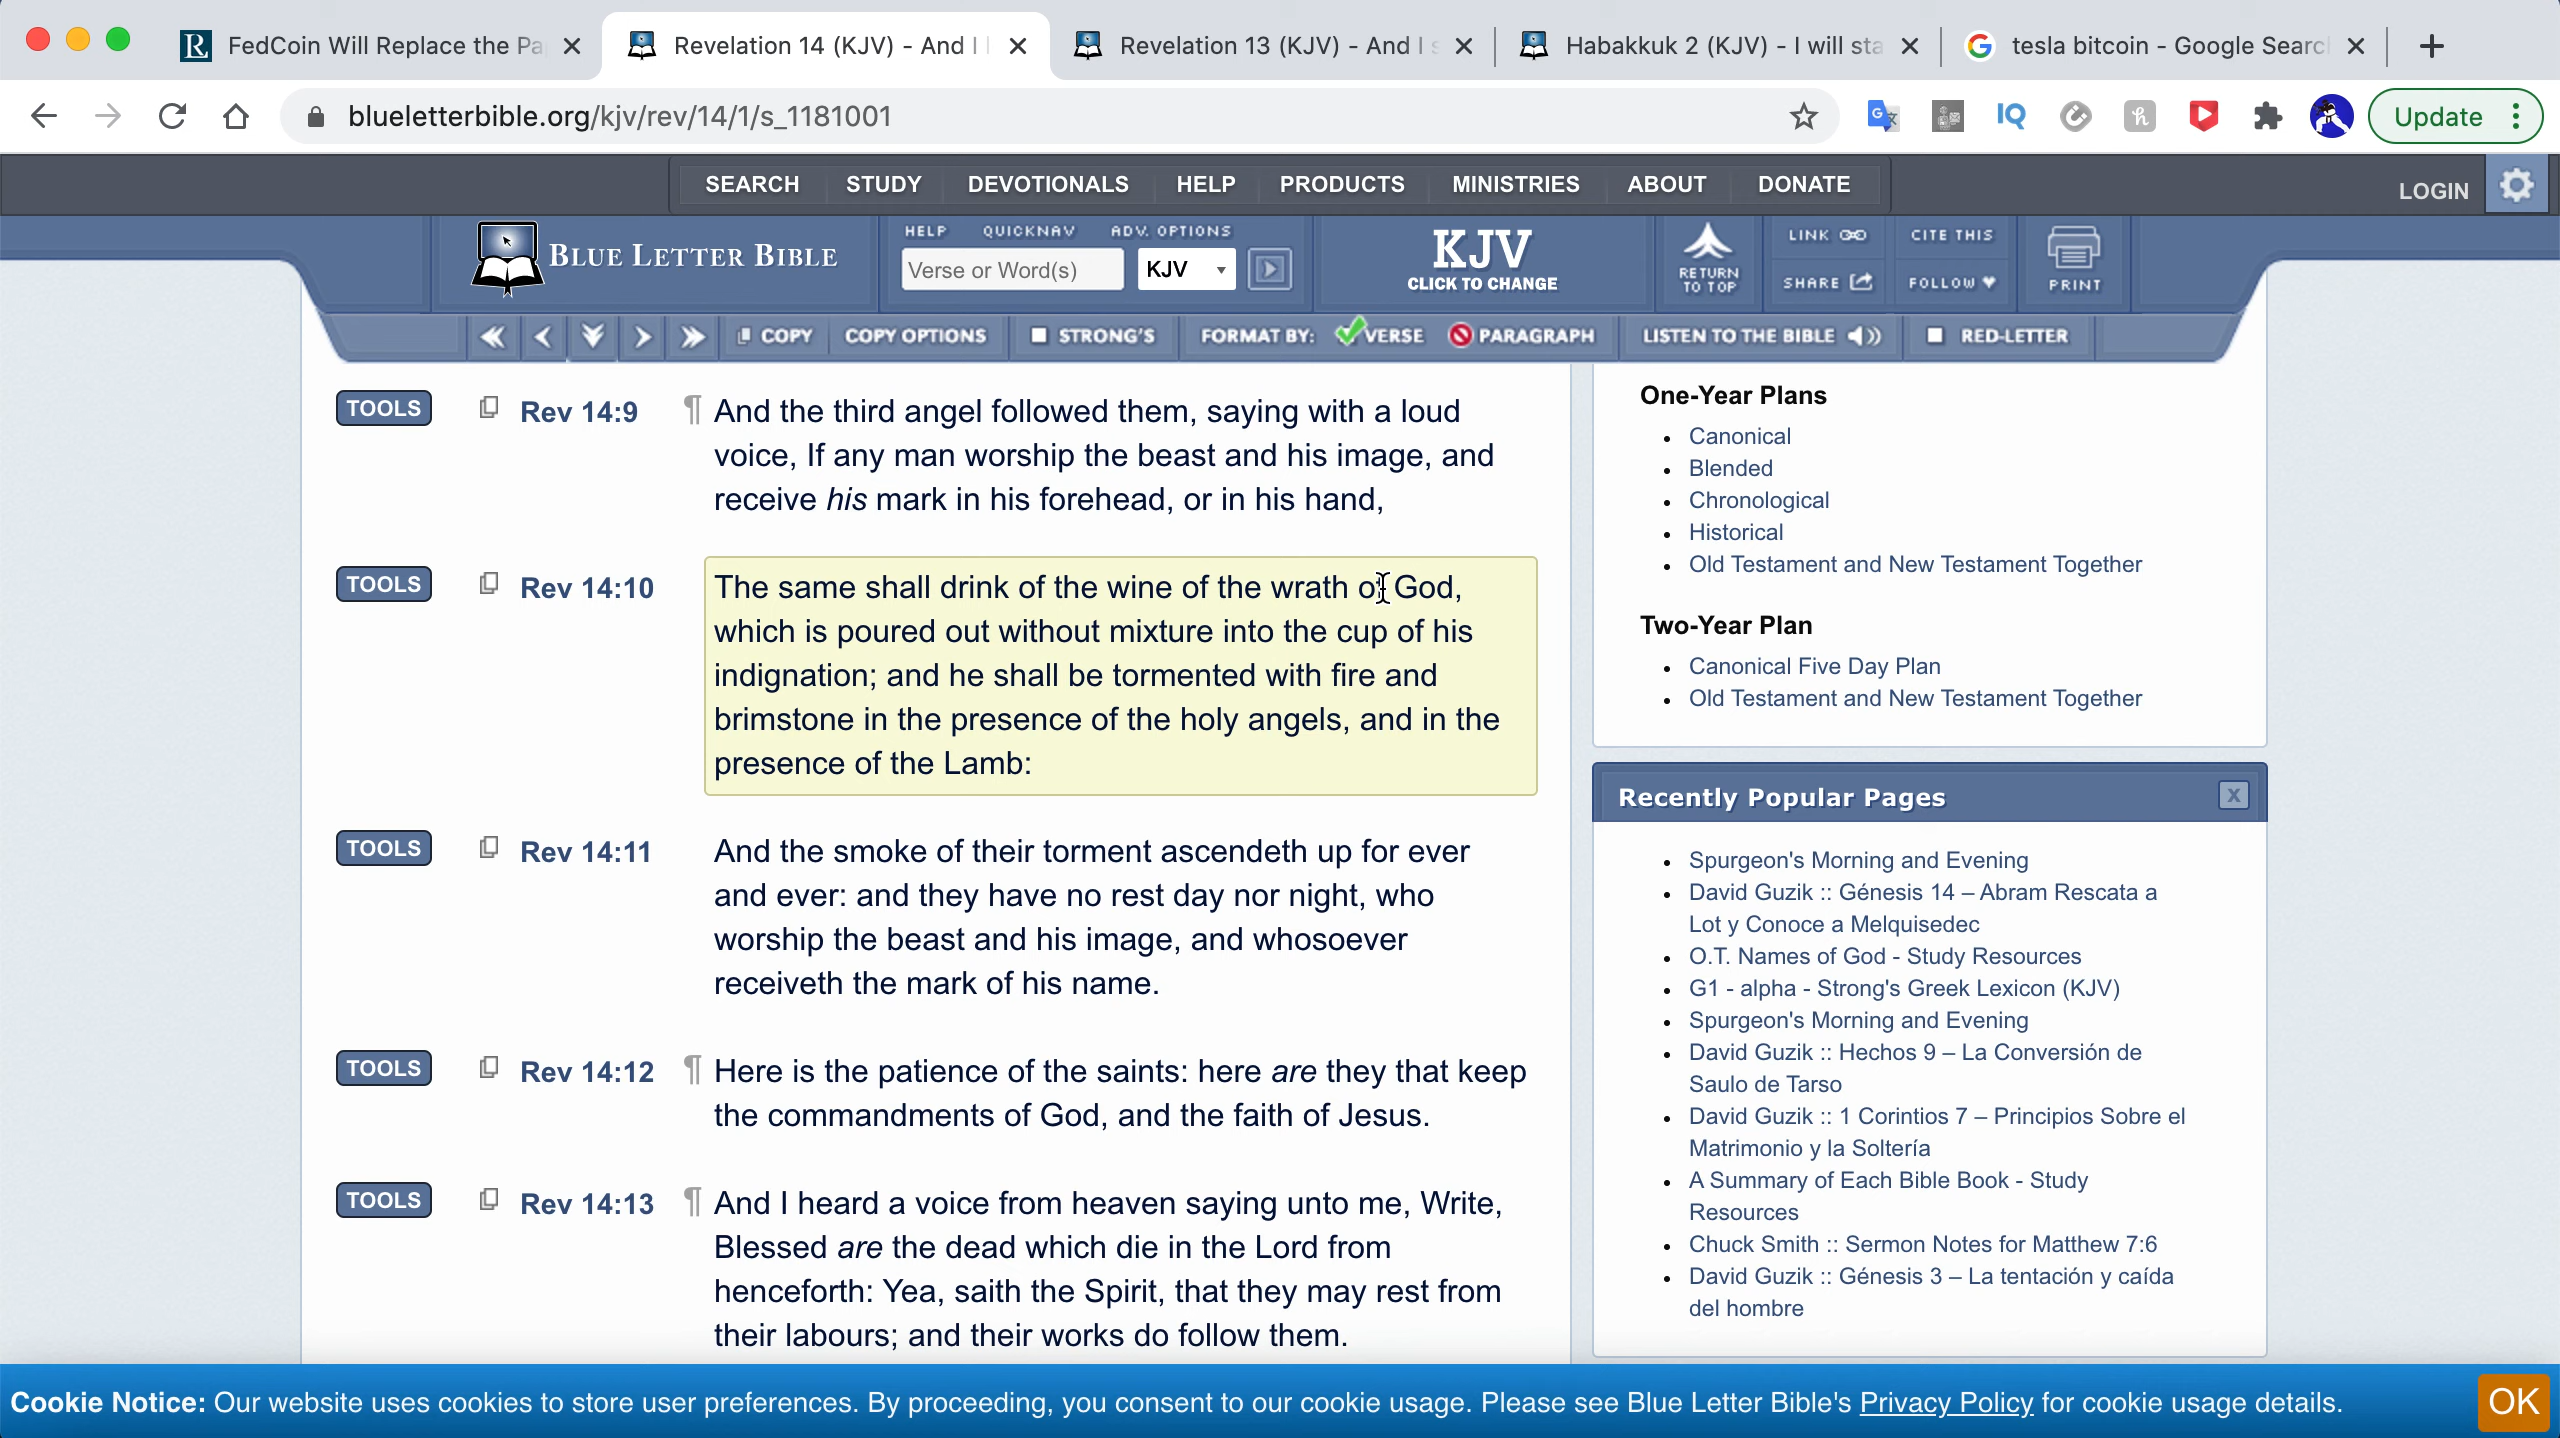 FedCoin Will Replace the Pa
Revelation 14 (KJV) - And I
Revelation 13 (KJV) - And I s
Habakkuk 2 (KJV) - I will sta
tesla bitcoin - Google Searc
blueletterbible.org/kjv/rev/14/1/s_1181001
Update
SEARCH STUDY DEVOTIONALS HELP PRODUCTS MINISTRIES ABOUT DONATE
LOGIN
BLUE LETTER BIBLE
HELP QUICKNAV ADV. OPTIONS
Verse or Word(s)
KJV
KJV
CLICK TO CHANGE
RETURN
TO TOP
LINK
CITE THIS
SHARE
FOLLOW
PRINT
COPY COPY OPTIONS STRONG'S FORMAT BY: VERSE PARAGRAPH LISTEN TO THE BIBLE RED-LETTER
TOOLS Rev 14:9 ¶ And the third angel followed them, saying with a loud
voice, If any man worship the beast and his image, and
receive his mark in his forehead, or in his hand,
TOOLS Rev 14:10 The same shall drink of the wine of the wrath of God,
which is poured out without mixture into the cup of his
indignation; and he shall be tormented with fire and
brimstone in the presence of the holy angels, and in the
presence of the Lamb:
TOOLS Rev 14:11 And the smoke of their torment ascendeth up for ever
and ever: and they have no rest day nor night, who
worship the beast and his image, and whosoever
receiveth the mark of his name.
TOOLS Rev 14:12 ¶ Here is the patience of the saints: here are they that keep
the commandments of God, and the faith of Jesus.
TOOLS Rev 14:13 ¶ And I heard a voice from heaven saying unto me, Write,
Blessed are the dead which die in the Lord from
henceforth: Yea, saith the Spirit, that they may rest from
their labours; and their works do follow them.
One-Year Plans
Canonical
Blended
Chronological
Historical
Old Testament and New Testament Together
Two-Year Plan
Canonical Five Day Plan
Old Testament and New Testament Together
Recently Popular Pages
X
Spurgeon's Morning and Evening
David Guzik :: Génesis 14 – Abram Rescata a
Lot y Conoce a Melquisedec
O.T. Names of God - Study Resources
G1 - alpha - Strong's Greek Lexicon (KJV)
Spurgeon's Morning and Evening
David Guzik :: Hechos 9 – La Conversión de
Saulo de Tarso
David Guzik :: 1 Corintios 7 – Principios Sobre el
Matrimonio y la Soltería
A Summary of Each Bible Book - Study
Resources
Chuck Smith :: Sermon Notes for Matthew 7:6
David Guzik :: Génesis 3 – La tentación y caída
del hombre
Cookie Notice: Our website uses cookies to store user preferences. By proceeding, you consent to our cookie usage. Please see Blue Letter Bible's Privacy Policy for cookie usage details.
OK